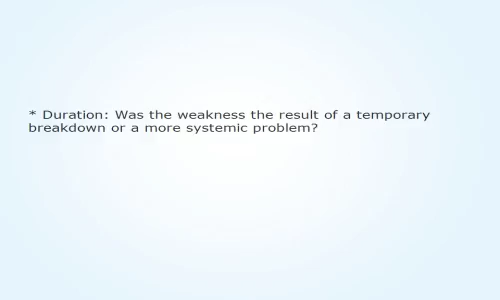 * Duration: Was the weakness the result of a temporary
breakdown or a more systemic problem?